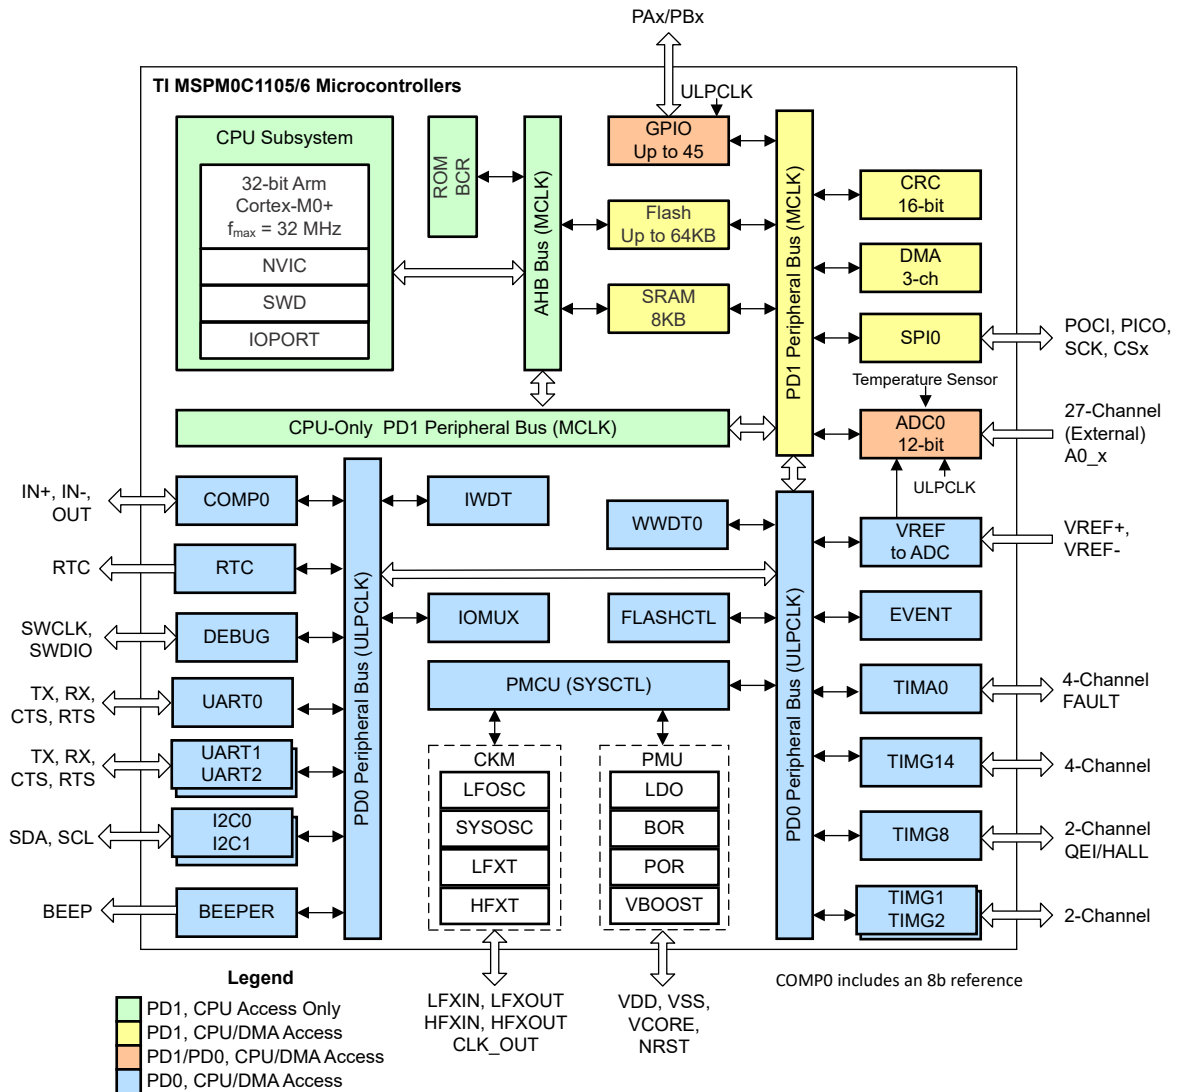 PAx/PBx
TI MSPM0C1105/6 Microcontrollers
ULPCLK
CPU Subsystem
32-bit Arm
Cortex-M0+
fmax = 32 MHz
NVIC
SWD
IOPORT
ROM
BCR
AHB Bus (MCLK)
GPIO
Up to 45
Flash
Up to 64KB
SRAM
8KB
PD1 Peripheral Bus (MCLK)
CRC
16-bit
DMA
3-ch
SPI0
POCI, PICO,
SCK, CSx
Temperature Sensor
ADC0
12-bit
27-Channel
(External)
A0_x
ULPCLK
CPU-Only PD1 Peripheral Bus (MCLK)
IN+, IN-,
OUT
COMP0
RTC
RTC
SWCLK,
SWDIO
DEBUG
TX, RX,
CTS, RTS
UART0
TX, RX,
CTS, RTS
UART1
UART2
SDA, SCL
I2C0
I2C1
BEEP
BEEPER
PD0 Peripheral Bus (ULPCLK)
IWDT
IOMUX
WWDT0
FLASHCTL
PMCU (SYSCTL)
CKM
LFOSC
SYSOSC
LFXT
HFXT
PMU
LDO
BOR
POR
VBOOST
PD0 Peripheral Bus (ULPCLK)
VREF
to ADC
VREF+,
VREF-
EVENT
TIMA0
4-Channel
FAULT
TIMG14
4-Channel
TIMG8
2-Channel
QEI/HALL
TIMG1
TIMG2
2-Channel
LFXIN, LFXOUT
HFXIN, HFXOUT
CLK_OUT
VDD, VSS,
VCORE,
NRST
COMP0 includes an 8b reference
Legend
PD1, CPU Access Only
PD1, CPU/DMA Access
PD1/PD0, CPU/DMA Access
PD0, CPU/DMA Access